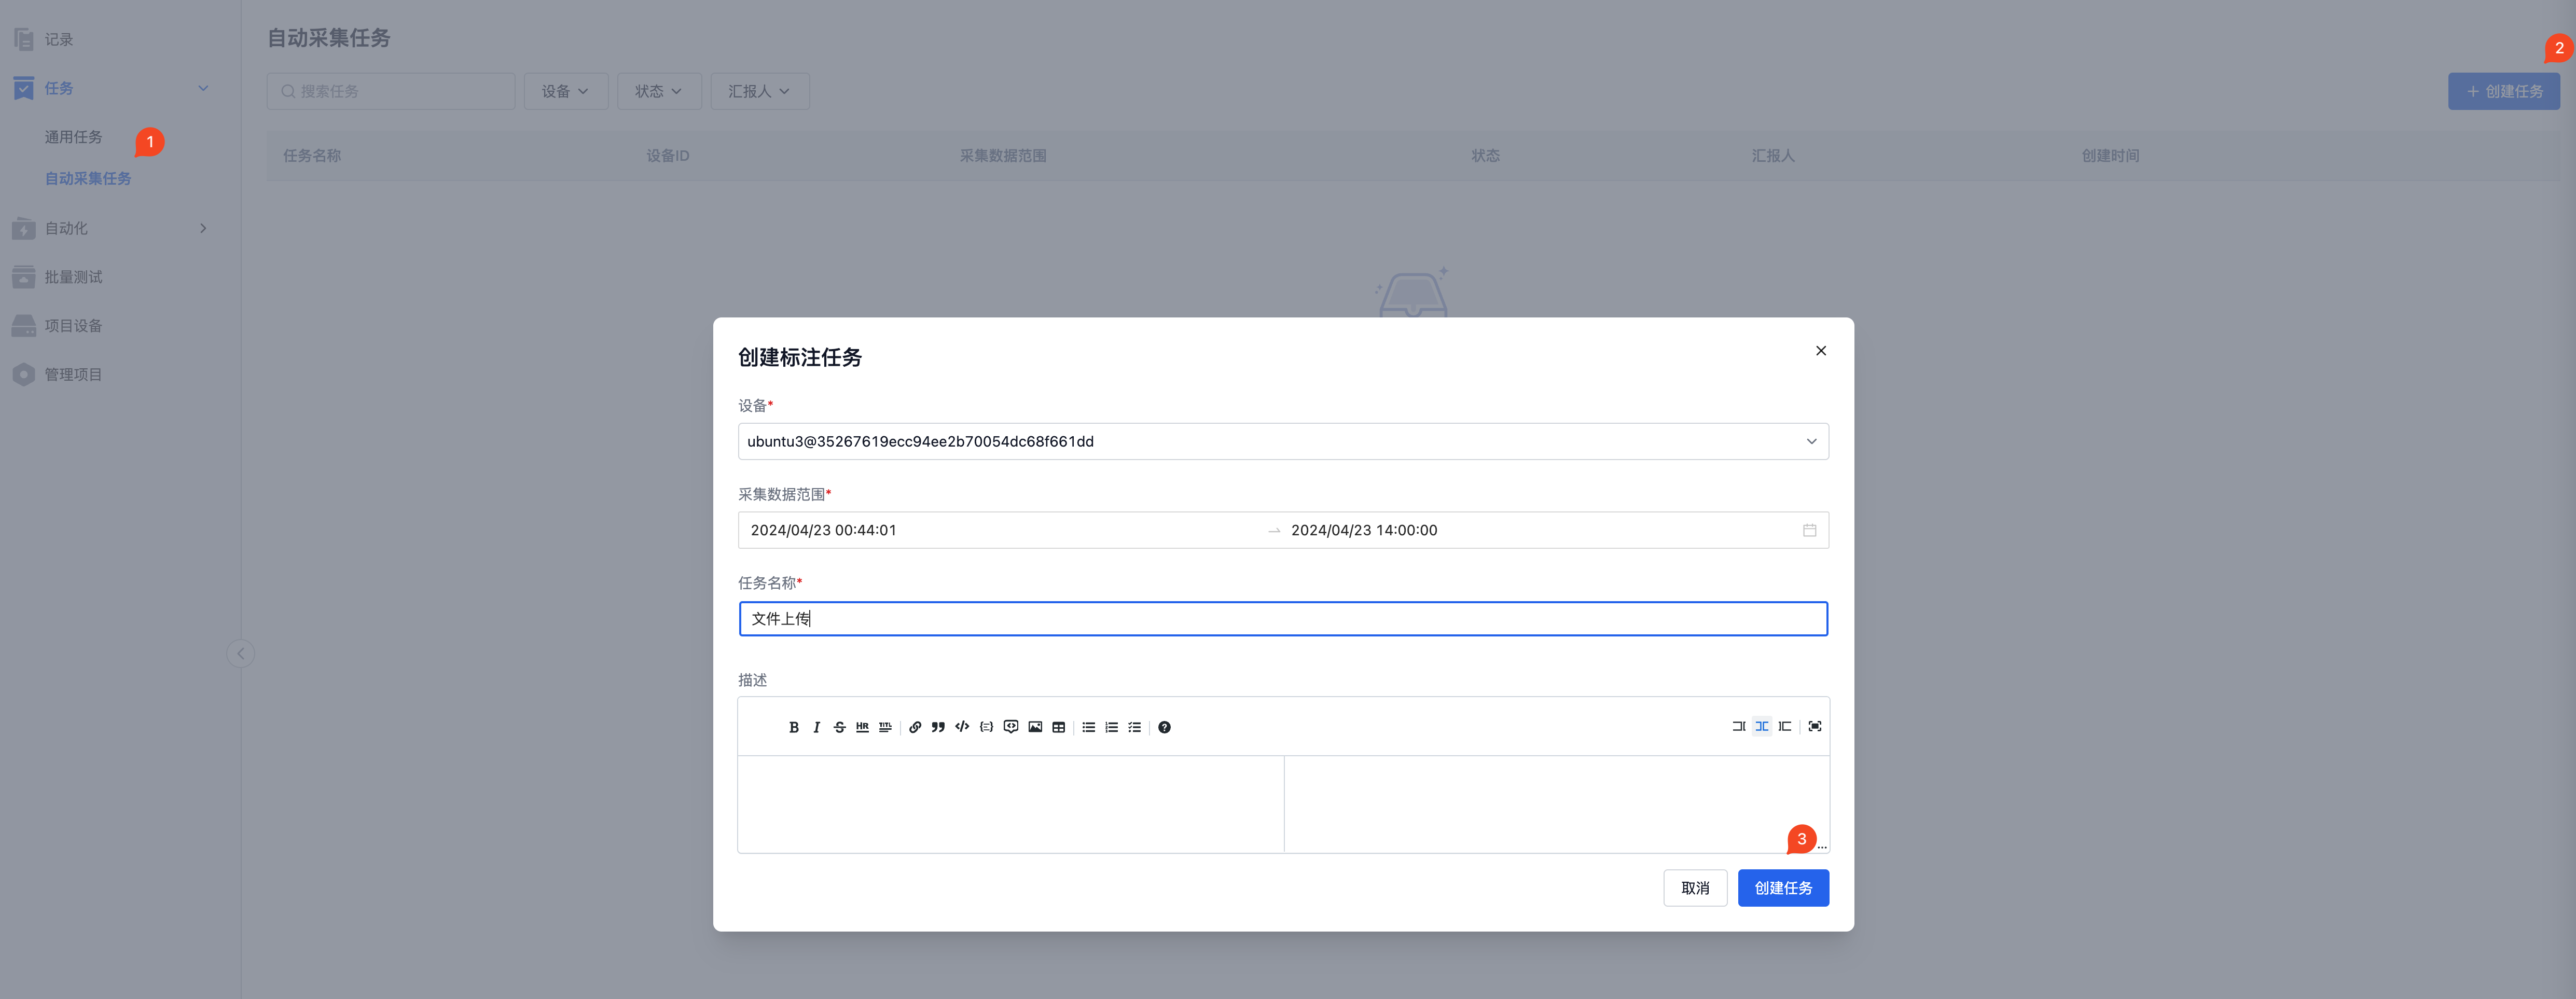 记录
任务
通用任务
1
自动采集任务
自动化
批量测试
项目设备
管理项目
自动采集任务
2
搜索任务
设备
状态
汇报人
+ 创建任务
任务名称 设备ID 采集数据范围 状态 汇报人 创建时间
创建标注任务
设备*
ubuntu3@35267619ecc94ee2b70054dc68f661dd
采集数据范围*
2024/04/23 00:44:01 → 2024/04/23 14:00:00
任务名称*
文件上传
描述
B I S HR TITL
3
...
取消
创建任务